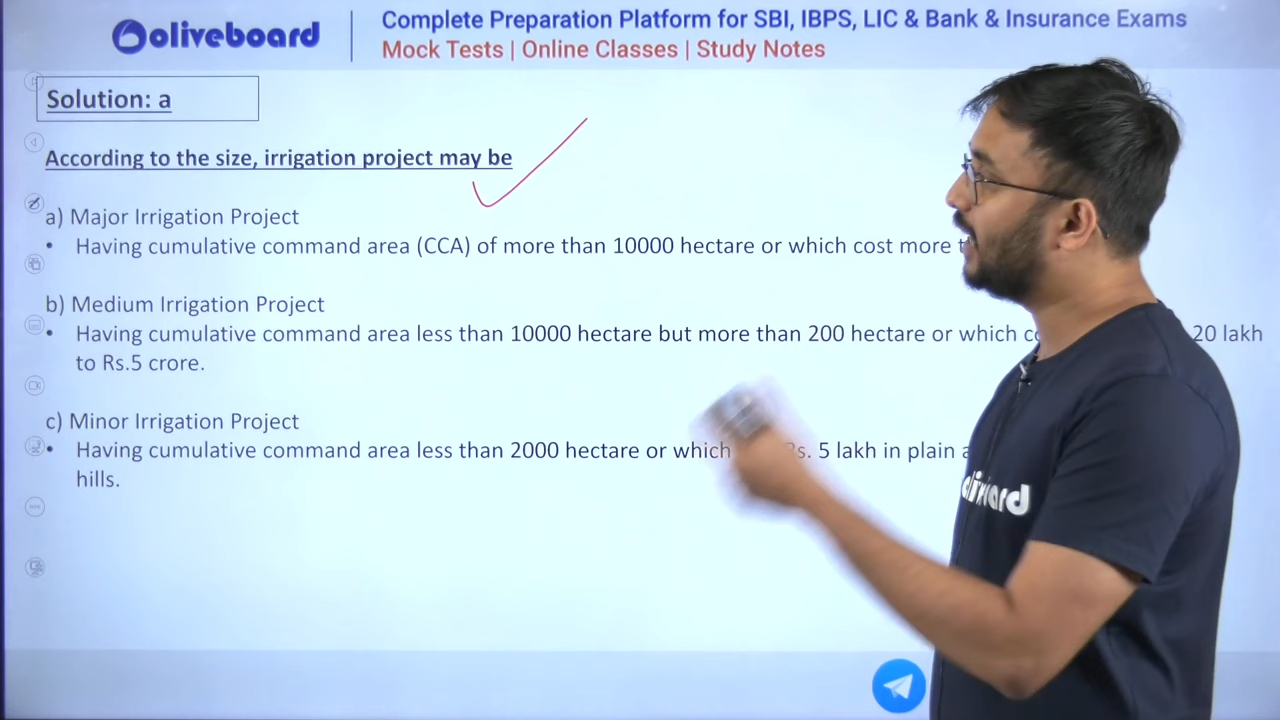 oliveboard
Complete Preparation Platform for SBI, IBPS, LIC & Bank & Insurance Exams
Mock Tests | Online Classes | Study Notes
Solution: a
According to the size, irrigation project may be
a) Major Irrigation Project
• Having cumulative command area (CCA) of more than 10000 hectare or which cost more
b) Medium Irrigation Project
• Having cumulative command area less than 10000 hectare but more than 200 hectare or which 20 lakh
to Rs.5 crore.
c) Minor Irrigation Project
• Having cumulative command area less than 2000 hectare or which 5 lakh in plain
hills.